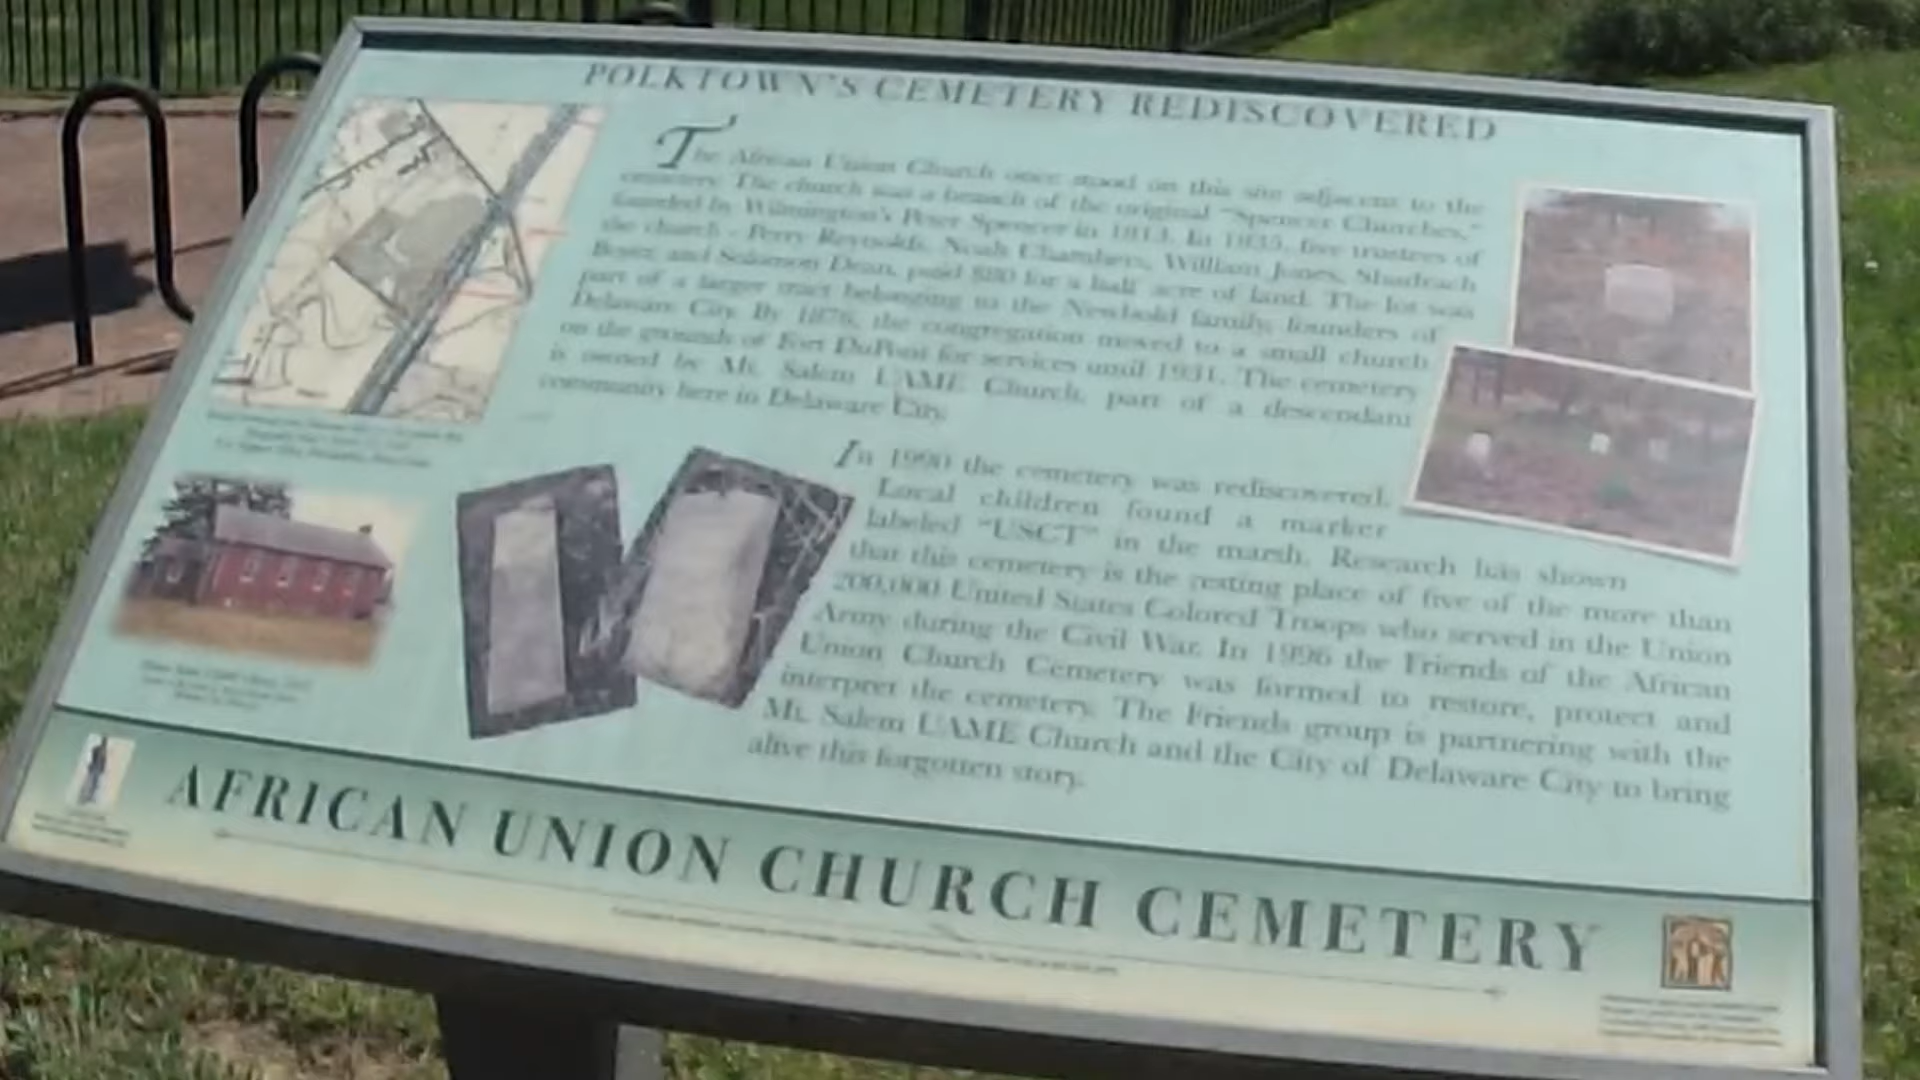 POLKTOWN'S CEMETERY REDISCOVERED
The African Union Church once stood on this site adjacent to the
cemetery. The church was a branch of the original "Spencer Churches,"
founded by Wilmington's Peter Spencer in 1813. In 1835, five trustees of
the church - Perry Reynolds, Noah Chambers, William Jones, Shadrach
Boyer, and Solomon Dean, paid $80 for a half acre of land. The lot was
part of a larger tract belonging to the Newbold family, founders of
Delaware City. By 1876, the congregation moved to a small church
on the grounds of Fort DuPont for services until 1931. The cemetery
is owned by Mt. Salem UAME Church, part of a descendant
community here in Delaware City.
In 1990 the cemetery was rediscovered.
Local children found a marker
labeled "USCT" in the marsh. Research has shown
that this cemetery is the resting place of five of the more than
200,000 United States Colored Troops who served in the Union
Army during the Civil War. In 1996 the Friends of the African
Union Church Cemetery was formed to restore, protect and
interpret the cemetery. The Friends group is partnering with the
Mt. Salem UAME Church and the City of Delaware City to bring
alive this forgotten story.
AFRICAN UNION CHURCH CEMETERY